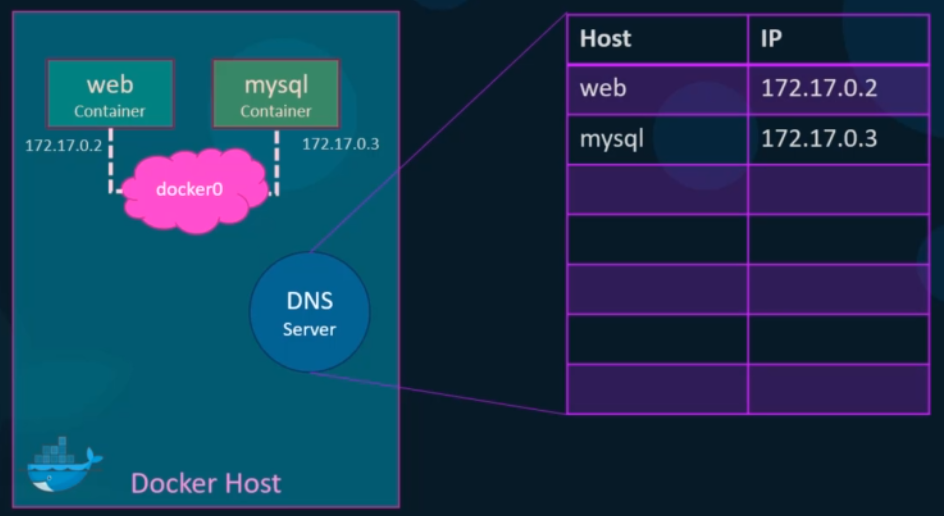 web
Container
mysql
Container
172.17.0.2
172.17.0.3
docker0
DNS
Server
Docker Host
Host IP
web 172.17.0.2
mysql 172.17.0.3